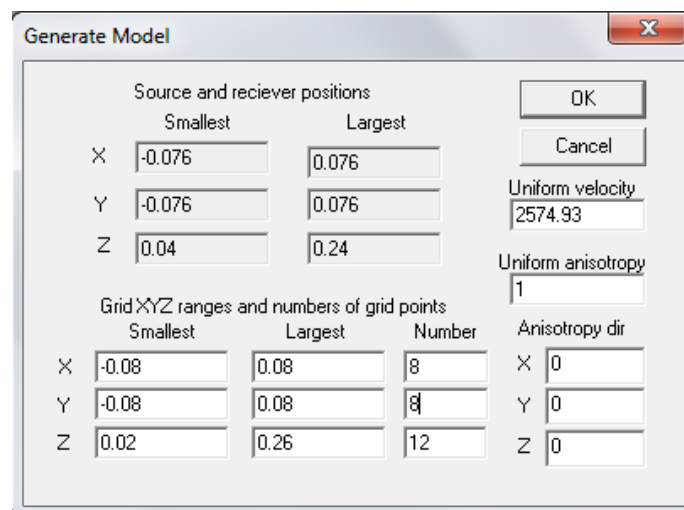 Generate Model
x
Source and reciever positions
Smallest Largest
X -0.076 0.076
Y -0.076 0.076
Z 0.04 0.24
OK
Cancel
Uniform velocity
2574.93
Uniform anisotropy
1
Grid XYZ ranges and numbers of grid points
Smallest Largest Number
X -0.08 0.08 8
Y -0.08 0.08 8
Z 0.02 0.26 12
Anisotropy dir
X 0
Y 0
Z 0